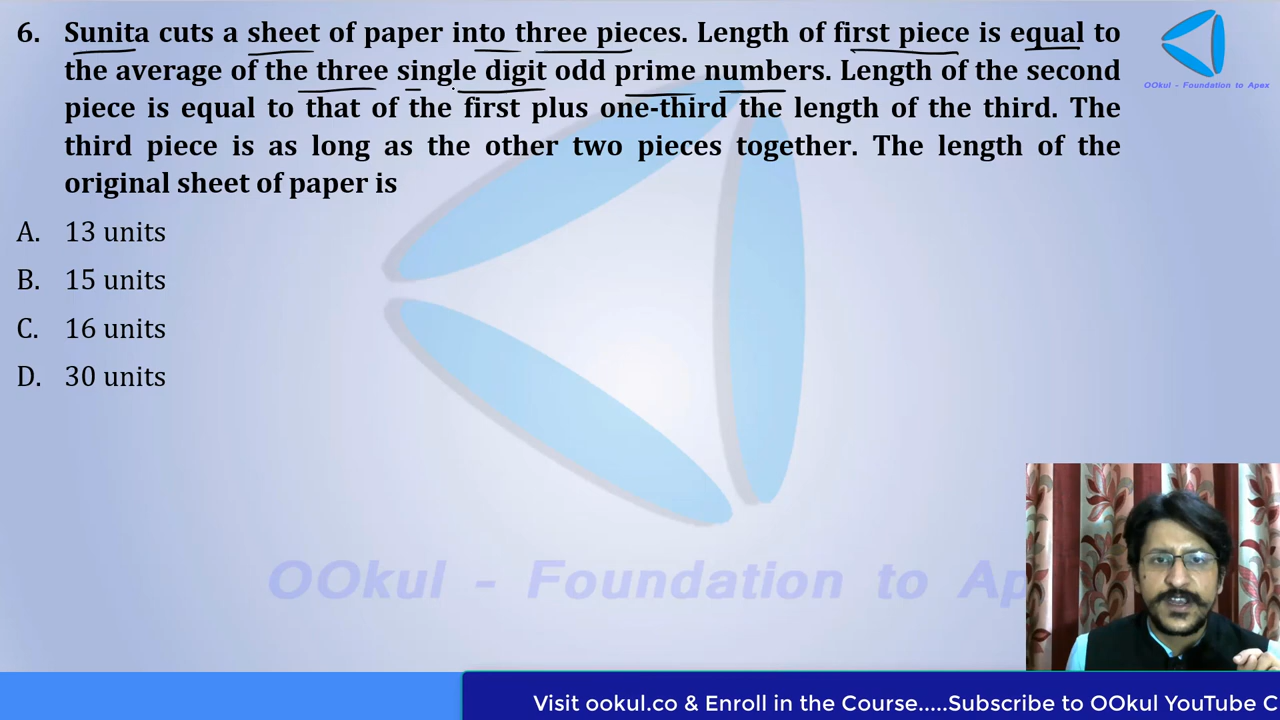 6. Sunita cuts a sheet of paper into three pieces. Length of first piece is equal to
the average of the three single digit odd prime numbers. Length of the second
piece is equal to that of the first plus one-third the length of the third. The
third piece is as long as the other two pieces together. The length of the
original sheet of paper is
A. 13 units
B. 15 units
C. 16 units
D. 30 units
OOkul - Foundation to Apex
OOkul - Foundation to Ap
Visit ookul.co & Enroll in the Course.....Subscribe to OOkul YouTube C